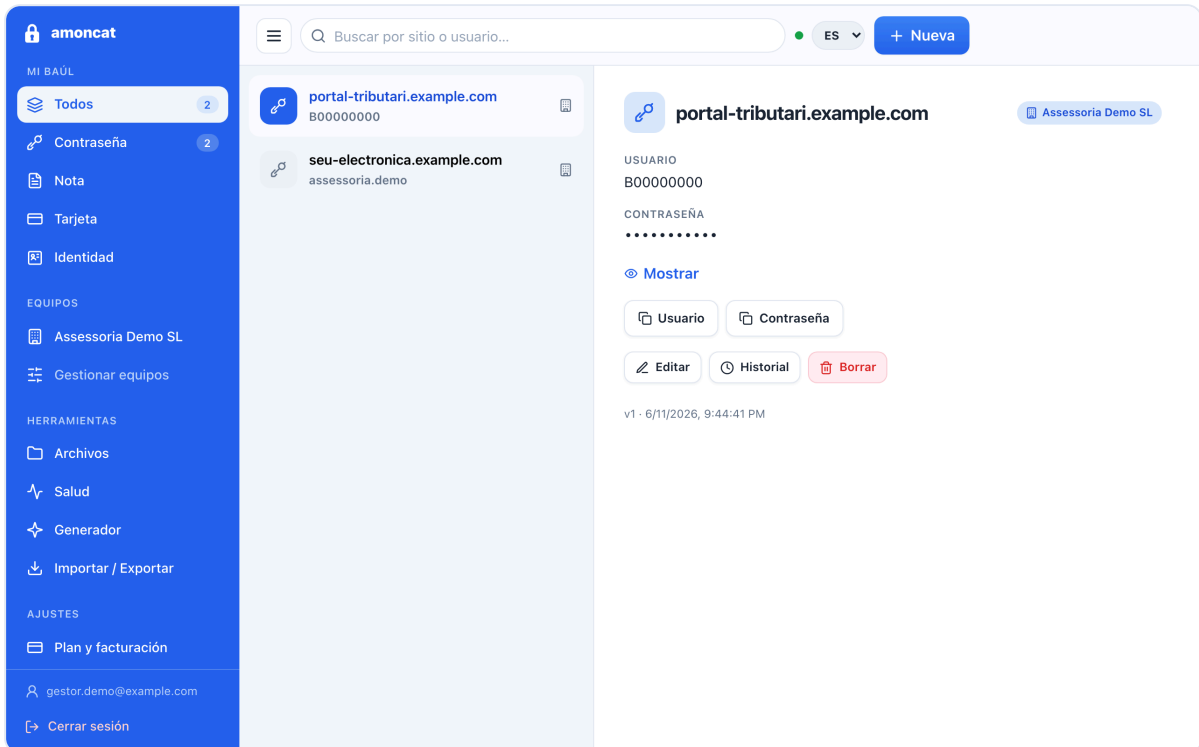 amoncat
MI BAÚL
Todos 2
Contraseña 2
Nota
Tarjeta
Identidad
EQUIPOS
Assessoria Demo SL
Gestionar equipos
HERRAMIENTAS
Archivos
Salud
Generador
Importar / Exportar
AJUSTES
Plan y facturación
gestor.demo@example.com
Cerrar sesión
Buscar por sitio o usuario...
ES
+ Nueva
portal-tributari.example.com
B00000000
seu-electronica.example.com
assessoria.demo
portal-tributari.example.com
Assessoria Demo SL
USUARIO
B00000000
CONTRASEÑA
•••••••••••
Mostrar
Usuario
Contraseña
Editar
Historial
Borrar
v1 · 6/11/2026, 9:44:41 PM